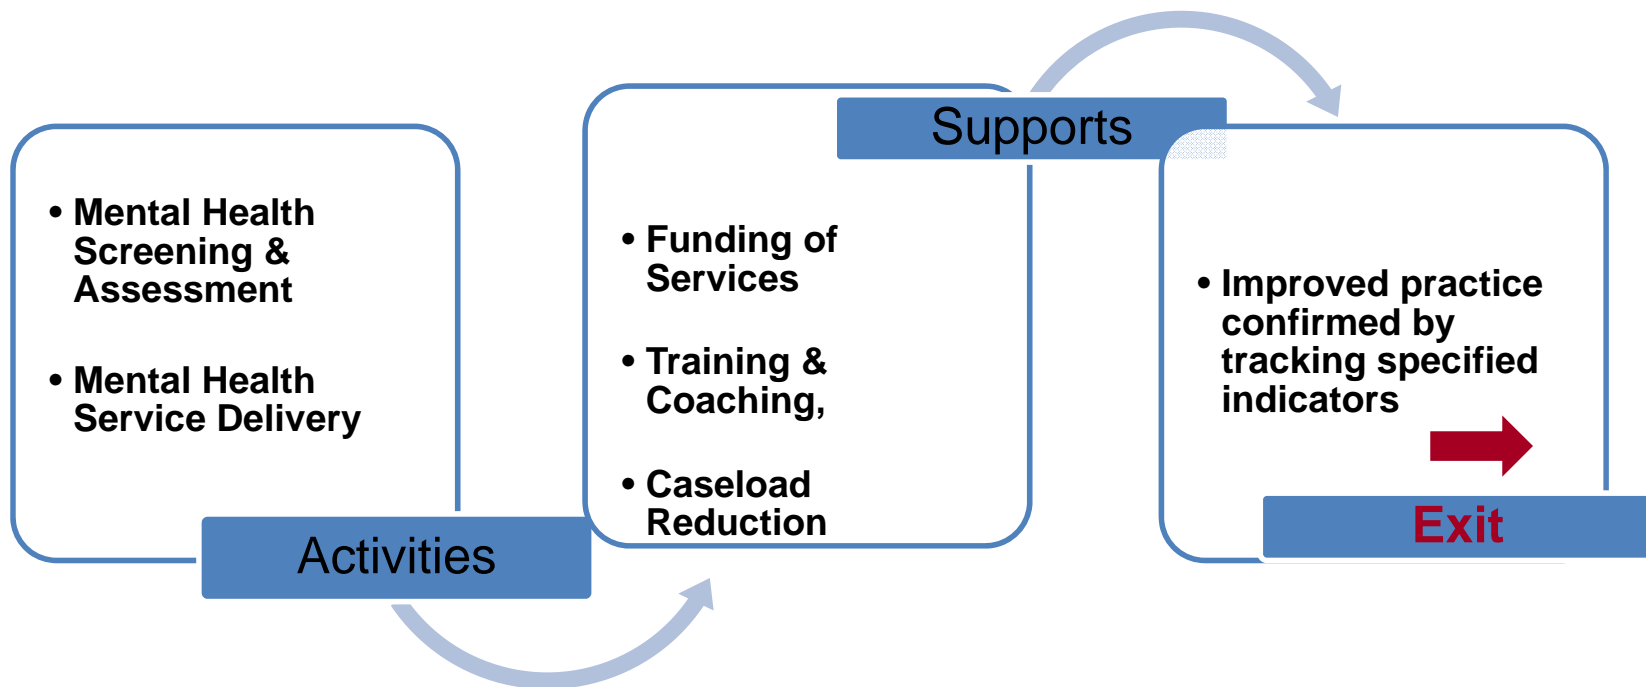 • Mental Health
Screening &
Assessment
• Mental Health
Service Delivery
Activities
Supports
• Funding of
Services
• Training &
Coaching,
• Caseload
Reduction
• Improved practice
confirmed by
tracking specified
indicators
Exit